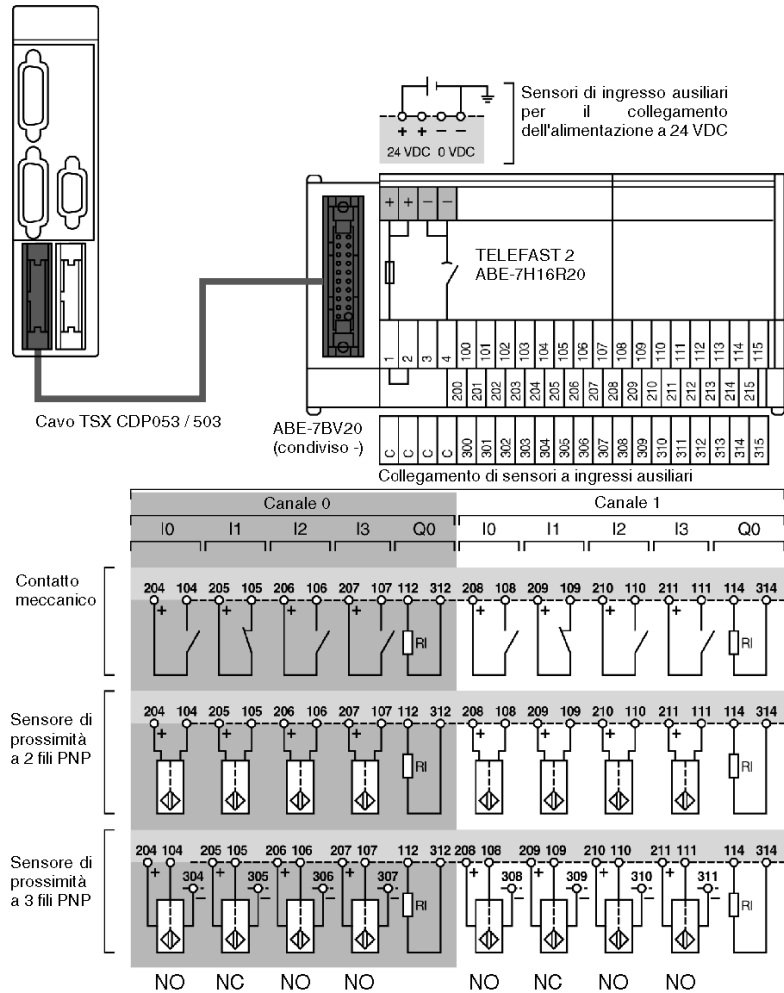 Sensori di ingresso ausiliari
per il collegamento
dell'alimentazione a 24 VDC
+ + − −
24 VDC 0 VDC
+ + − −
TELEFAST 2
ABE-7H16R20
1 2 3 4 100 101 102 103 104 105 106 107 108 109 110 111 112 113 114 115
200 201 202 203 204 205 206 207 208 209 210 211 212 213 214 215
Cavo TSX CDP053 / 503
ABE-7BV20
(condiviso -)
C C C C 300 301 302 303 304 305 306 307 308 309 310 311 312 313 314 315
Collegamento di sensori a ingressi ausiliari
Canale 0 Canale 1
I0 I1 I2 I3 Q0 I0 I1 I2 I3 Q0
Contatto
meccanico
204 104 205 105 206 106 207 107 112 312 208 108 209 109 210 110 211 111 114 314
+ + + + + + + +
RI RI
Sensore di
prossimità
a 2 fili PNP
204 104 205 105 206 106 207 107 112 312 208 108 209 109 210 110 211 111 114 314
+ + + + + + + +
RI RI
Sensore di
prossimità
a 3 fili PNP
204 104 205 105 206 106 207 107 112 312 208 108 209 109 210 110 211 111 114 314
+ 304 + 305 + 306 + 307 + 308 + 309 + 310 + 311
− − − − − − − −
RI RI
NO NC NO NO NO NC NO NO